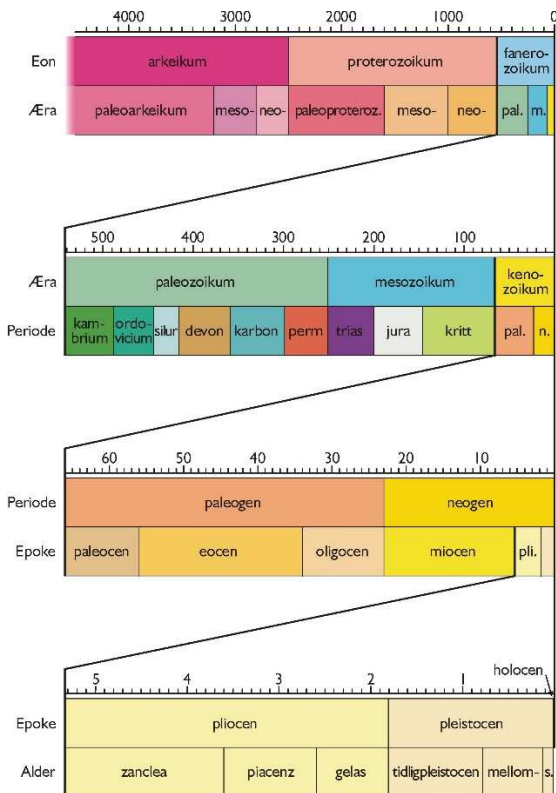 4000 3000 2000 1000 0
Eon arkeikum proterozoikum fanero-
zoikum
Æra paleoarkeikum meso- neo- paleoproteroz. meso- neo- pal. m.
500 400 300 200 100
Æra paleozoikum mesozoikum keno-
zoikum
Periode kam-
brium ordo-
vicium silur devon karbon perm trias jura kritt pal. n.
60 50 40 30 20 10
Periode paleogen neogen
Epoke paleocen eocen oligocen miocen pli.
holocen
5 4 3 2 1
Epoke pliocen pleistocen
Alder zanclea piacenz gelas tidligpleistocen mellom- s.